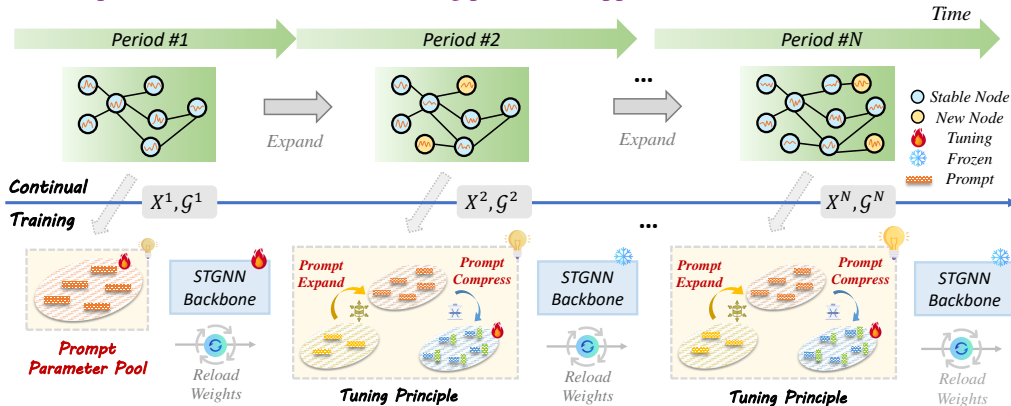 Time
Period #1
Period #2
Period #N
...
Expand
...
Expand
Stable Node
New Node
Tuning
Frozen
Prompt
Continual
Training
X¹, 𝒢¹
X², 𝒢²
Xᴺ, 𝒢ᴺ
...
STGNN
Backbone
Prompt
Parameter Pool
Reload
Weights
Prompt
Expand
Prompt
Compress
Tuning Principle
STGNN
Backbone
Reload
Weights
Prompt
Expand
Prompt
Compress
Tuning Principle
STGNN
Backbone
Reload
Weights